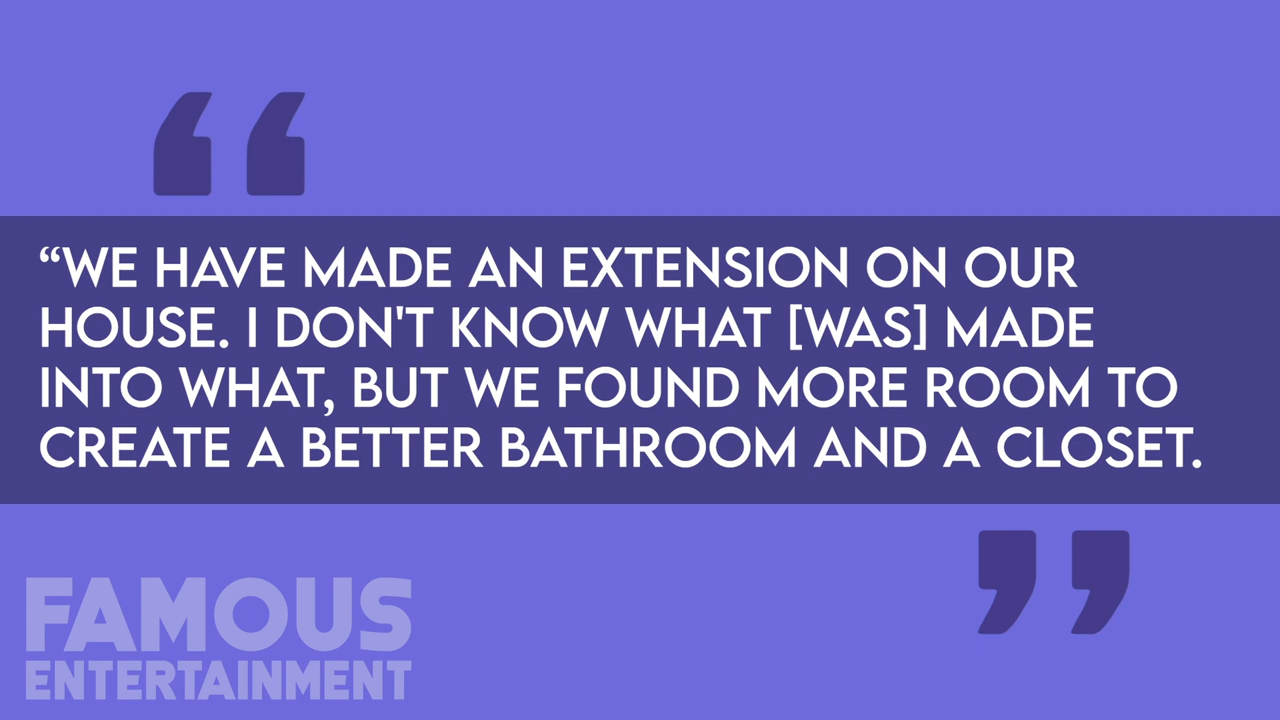 “WE HAVE MADE AN EXTENSION ON OUR
HOUSE. I DON'T KNOW WHAT [WAS] MADE
INTO WHAT, BUT WE FOUND MORE ROOM TO
CREATE A BETTER BATHROOM AND A CLOSET.
FAMOUS
ENTERTAINMENT